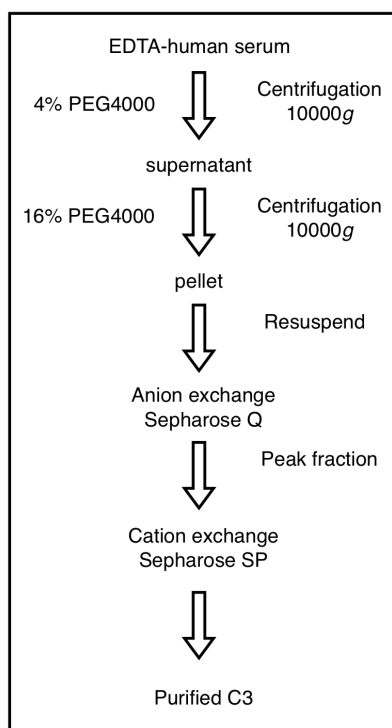 EDTA-human serum
4% PEG4000
Centrifugation
10000g
supernatant
16% PEG4000
Centrifugation
10000g
pellet
Resuspend
Anion exchange
Sepharose Q
Peak fraction
Cation exchange
Sepharose SP
Purified C3